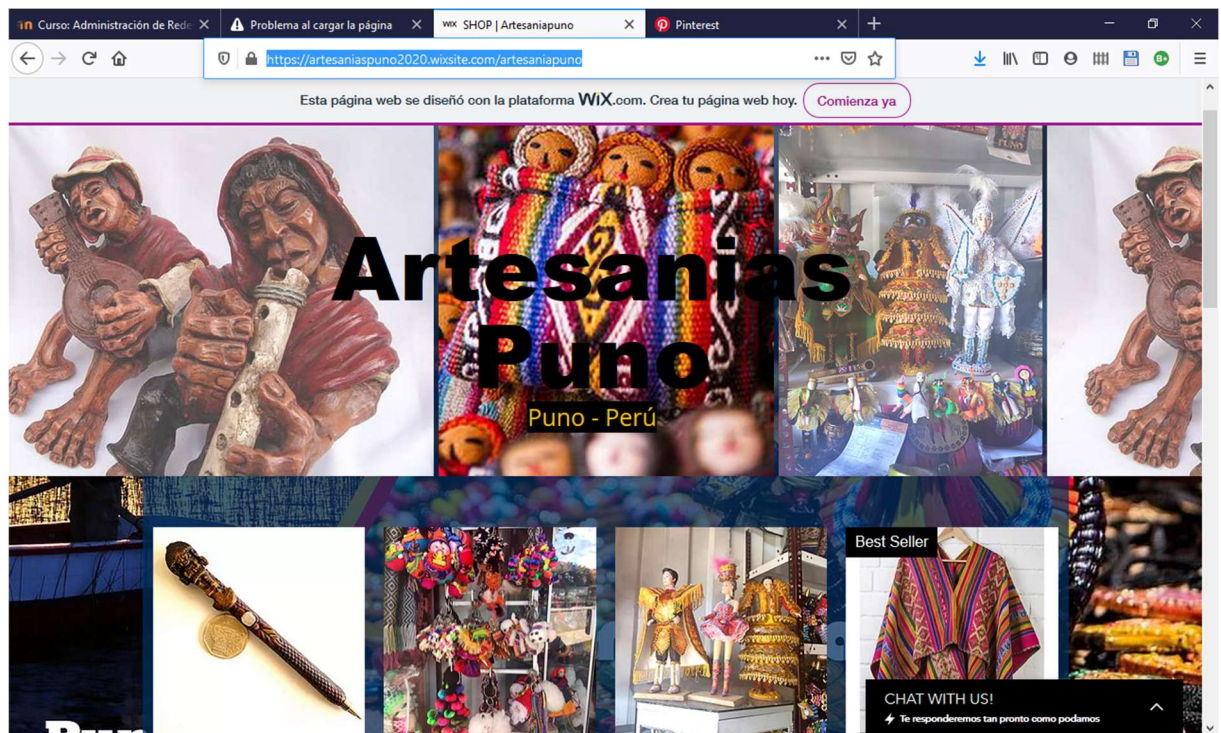 Curso: Administración de Rede
Problema al cargar la página
WIX SHOP | Artesaniapuno
Pinterest
https://artesaniaspuno2020.wixsite.com/artesaniapuno
Esta página web se diseñó con la plataforma WiX.com. Crea tu página web hoy.
Comienza ya
PUNO
Artesanias
Puno
Puno - Perú
Best Seller
CHAT WITH US!
Te responderemos tan pronto como podamos